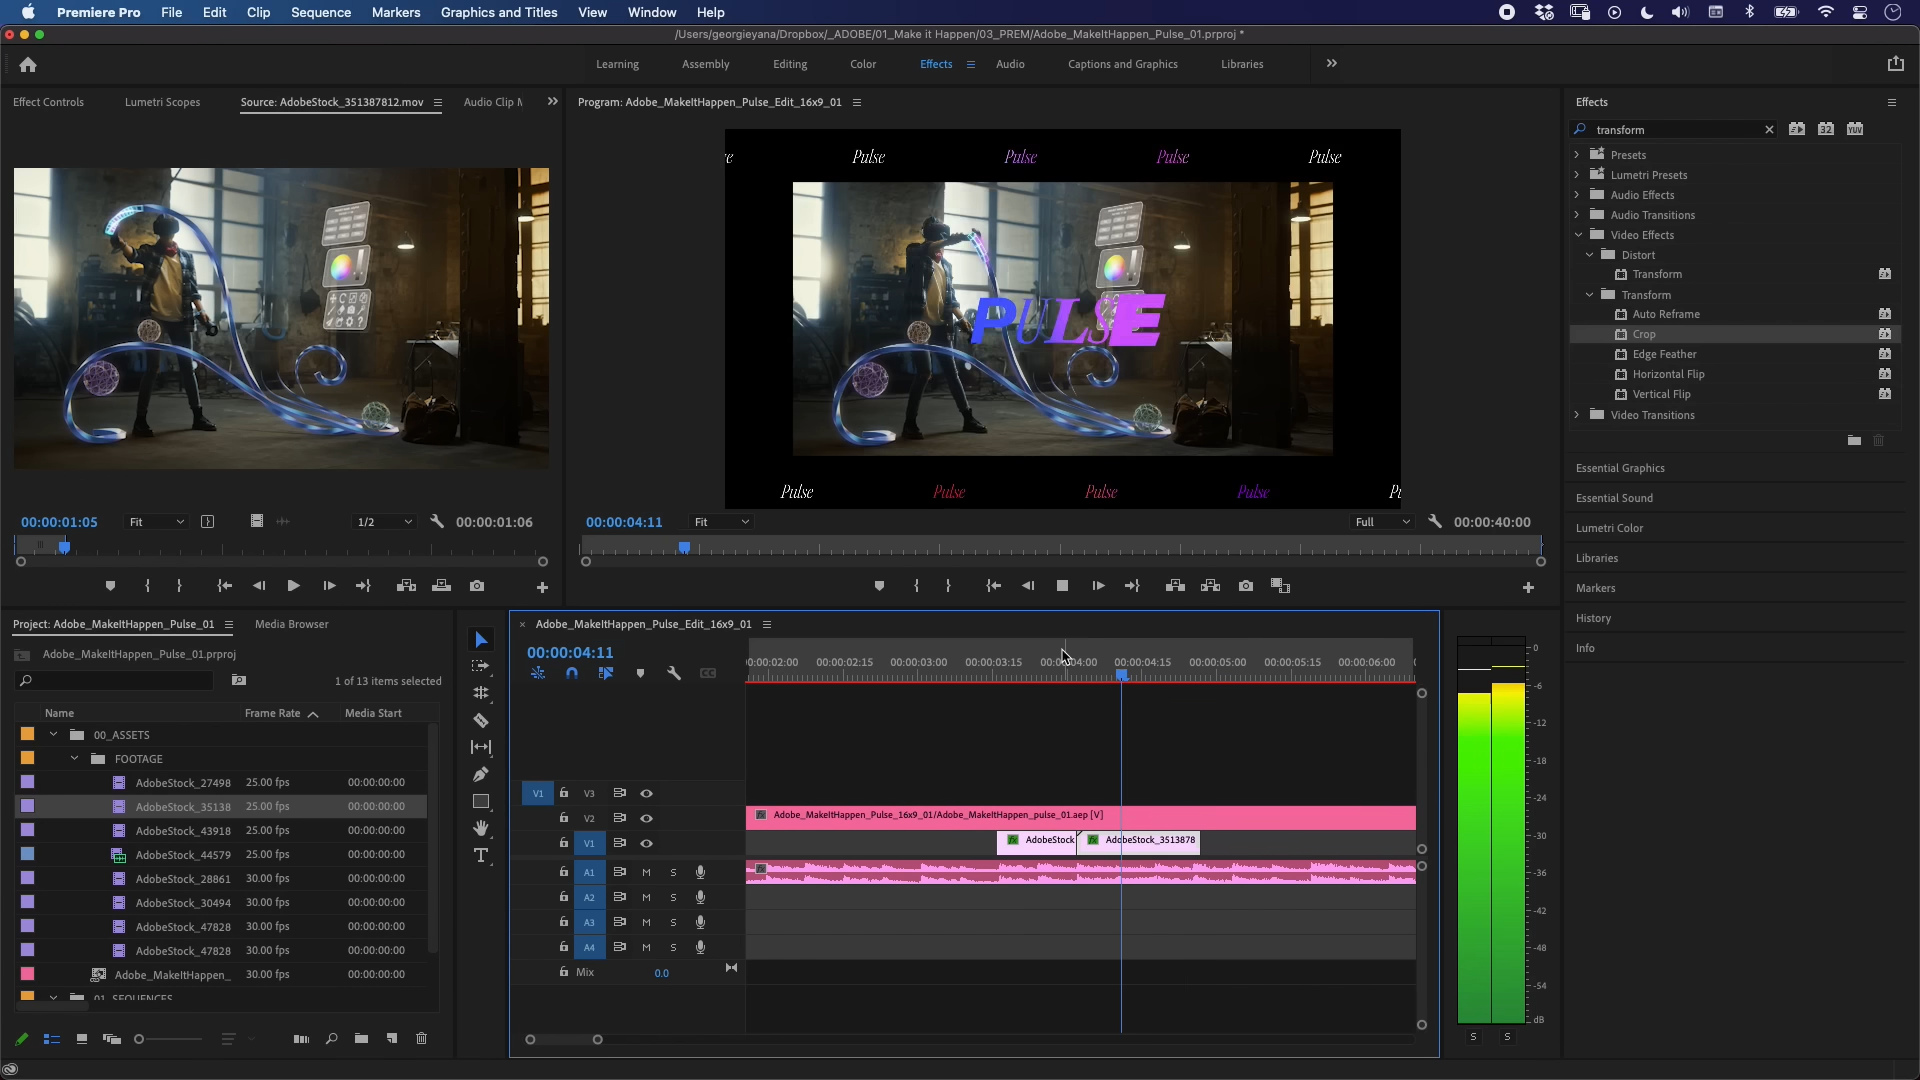 Premiere Pro File Edit Clip Sequence Markers Graphics and Titles View Window Help
/Users/georgieyana/Dropbox/_ADOBE/01_Make it Happen/03_PREM/Adobe_MakeItHappen_Pulse_01.prproj *
Learning Assembly Editing Color Effects Audio Captions and Graphics Libraries
Effect Controls Lumetri Scopes Source: AdobeStock_351387812.mov Audio Clip M
Program: Adobe_MakeItHappen_Pulse_Edit_16x9_01
Pulse Pulse Pulse Pulse
PULSE
Pulse Pulse Pulse Pulse
00:00:01:05 Fit 1/2 00:00:01:06
00:00:04:11 Fit Full 00:00:40:00
Effects
transform
32 YUV
Presets
Lumetri Presets
Audio Effects
Audio Transitions
Video Effects
Distort
Transform
Transform
Auto Reframe
Crop
Edge Feather
Horizontal Flip
Vertical Flip
Video Transitions
Essential Graphics
Essential Sound
Lumetri Color
Libraries
Markers
History
Info
Project: Adobe_MakeItHappen_Pulse_01 Media Browser
Adobe_MakeItHappen_Pulse_01.prproj
1 of 13 items selected
Name Frame Rate Media Start
00_ASSETS
FOOTAGE
AdobeStock_27498 25.00 fps 00:00:00:00
AdobeStock_35138 25.00 fps 00:00:00:00
AdobeStock_43918 25.00 fps 00:00:00:00
AdobeStock_44579 25.00 fps 00:00:00:00
AdobeStock_28861 30.00 fps 00:00:00:00
AdobeStock_30494 30.00 fps 00:00:00:00
AdobeStock_47828 30.00 fps 00:00:00:00
AdobeStock_47828 30.00 fps 00:00:00:00
Adobe_MakeItHappen_ 30.00 fps 00:00:00:00
01_SEQUENCES
Adobe_MakeItHappen_Pulse_Edit_16x9_01
00:00:04:11
00:00:02:00 00:00:02:15 00:00:03:00 00:00:03:15 00:00:04:00 00:00:04:15 00:00:05:00 00:00:05:15 00:00:06:00
V1 V3
V2 Adobe_MakeItHappen_Pulse_16x9_01/Adobe_MakeItHappen_pulse_01.aep [V]
V1 AdobeStock AdobeStock_3513878
A1 M S
A2 M S
A3 M S
A4 M S
Mix 0.0
0
-6
-12
-18
-24
-30
-36
-42
-48
-54
dB
S S